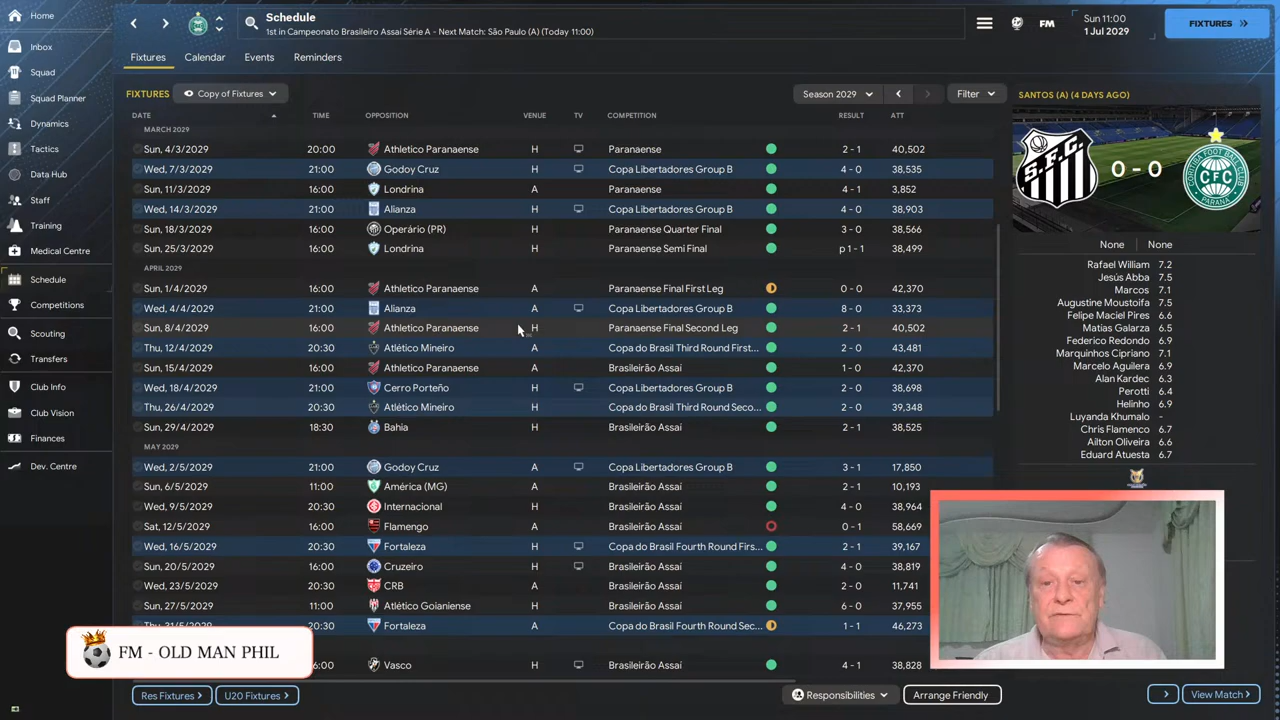 Home
Inbox
Squad
Squad Planner
Dynamics
Tactics
Data Hub
Staff
Training
Medical Centre
Schedule
Competitions
Scouting
Transfers
Club Info
Club Vision
Finances
Dev. Centre
Schedule
1st in Campeonato Brasileiro Assaí Série A - Next Match: São Paulo (A) (Today 11:00)
FM
Sun 11:00
1 Jul 2029
FIXTURES
Fixtures Calendar Events Reminders
FIXTURES Copy of Fixtures Season 2029 Filter
DATE TIME OPPOSITION VENUE TV COMPETITION RESULT ATT
MARCH 2029
Sun, 4/3/2029 20:00 Athletico Paranaense H Paranaense 2 - 1 40,502
Wed, 7/3/2029 21:00 Godoy Cruz H Copa Libertadores Group B 4 - 0 38,535
Sun, 11/3/2029 16:00 Londrina A Paranaense 4 - 1 3,852
Wed, 14/3/2029 21:00 Alianza H Copa Libertadores Group B 4 - 0 38,903
Sun, 18/3/2029 16:00 Operário (PR) H Paranaense Quarter Final 3 - 0 38,566
Sun, 25/3/2029 16:00 Londrina H Paranaense Semi Final p 1 - 1 38,499
APRIL 2029
Sun, 1/4/2029 16:00 Athletico Paranaense A Paranaense Final First Leg 0 - 0 42,370
Wed, 4/4/2029 21:00 Alianza A Copa Libertadores Group B 8 - 0 33,373
Sun, 8/4/2029 16:00 Athletico Paranaense H Paranaense Final Second Leg 2 - 1 40,502
Thu, 12/4/2029 20:30 Atlético Mineiro A Copa do Brasil Third Round First... 2 - 0 43,481
Sun, 15/4/2029 16:00 Athletico Paranaense A Brasileirão Assaí 1 - 0 42,370
Wed, 18/4/2029 21:00 Cerro Porteño H Copa Libertadores Group B 2 - 0 38,698
Thu, 26/4/2029 20:30 Atlético Mineiro H Copa do Brasil Third Round Seco... 2 - 0 39,348
Sun, 29/4/2029 18:30 Bahia H Brasileirão Assaí 2 - 1 38,525
MAY 2029
Wed, 2/5/2029 21:00 Godoy Cruz A Copa Libertadores Group B 3 - 1 17,850
Sun, 6/5/2029 11:00 América (MG) A Brasileirão Assaí 2 - 1 10,193
Wed, 9/5/2029 20:30 Internacional H Brasileirão Assaí 4 - 0 38,964
Sat, 12/5/2029 16:00 Flamengo A Brasileirão Assaí 0 - 1 58,669
Wed, 16/5/2029 20:30 Fortaleza H Copa do Brasil Fourth Round Firs... 2 - 1 39,167
Sun, 20/5/2029 16:00 Cruzeiro H Brasileirão Assaí 4 - 0 38,819
Wed, 23/5/2029 20:30 CRB A Brasileirão Assaí 2 - 0 11,741
Sun, 27/5/2029 11:00 Atlético Goianiense H Brasileirão Assaí 6 - 0 37,955
Thu, 31/5/2029 20:30 Fortaleza A Copa do Brasil Fourth Round Sec... 1 - 1 46,273
6:00 Vasco H Brasileirão Assaí 4 - 1 38,828
Res Fixtures U20 Fixtures Responsibilities Arrange Friendly
SANTOS (A) (4 DAYS AGO)
0 - 0
None None
Rafael William 7.2
Jesús Abba 7.5
Marcos 7.1
Augustine Moustoifa 7.5
Felipe Maciel Pires 6.6
Matias Galarza 6.5
Federico Redondo 6.9
Marquinhos Cipriano 7.1
Marcelo Aguilera 6.9
Alan Kardec 6.3
Perotti 6.4
Helinho 6.9
Luyanda Khumalo -
Chris Flamenco 6.7
Ailton Oliveira 6.6
Eduard Atuesta 6.7
View Match
FM - OLD MAN PHIL